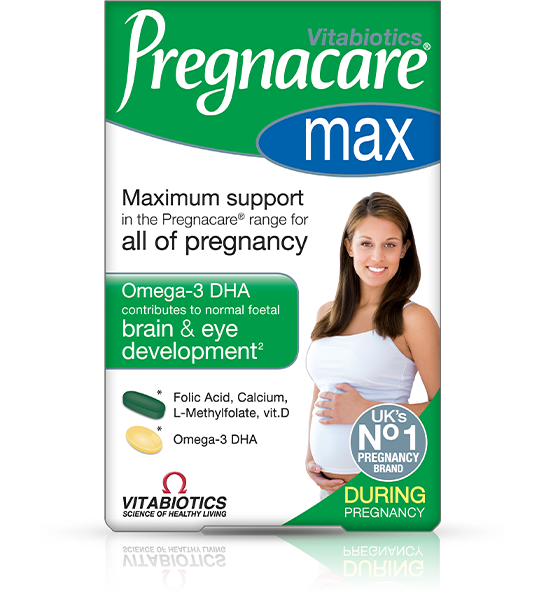 Vitabiotics
Pregnacare®
max
Maximum support
in the Pregnacare® range for
all of pregnancy
Omega-3 DHA
contributes to normal foetal
brain & eye
development²
*
Folic Acid, Calcium,
L-Methylfolate, vit.D
*
Omega-3 DHA
UK's
Nº1
PREGNANCY
BRAND
VITABIOTICS
SCIENCE OF HEALTHY LIVING
DURING
PREGNANCY